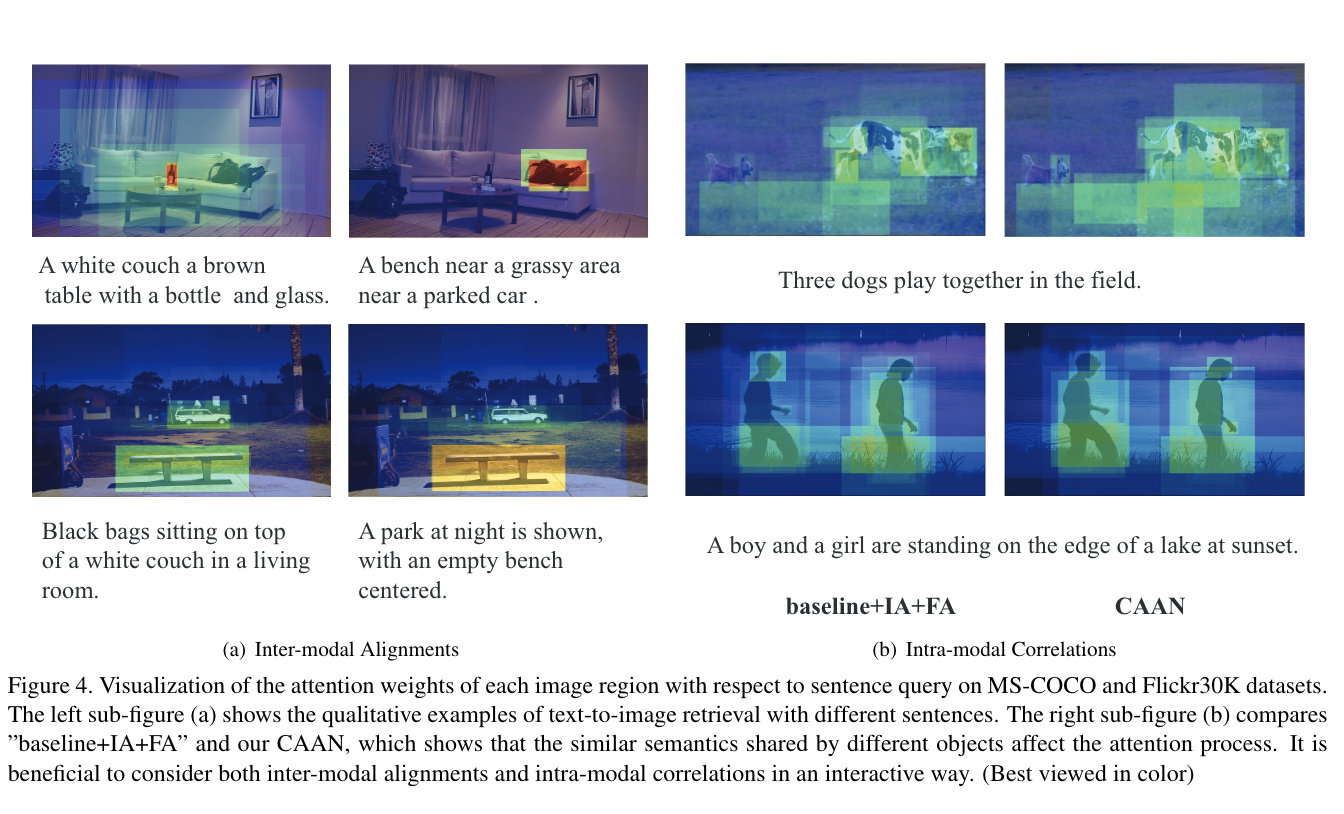 A white couch a brown
table with a bottle  and glass.
A bench near a grassy area
near a parked car .
Three dogs play together in the field.
Black bags sitting on top
of a white couch in a living
room.
A park at night is shown,
with an empty bench
centered.
A boy and a girl are standing on the edge of a lake at sunset.
baseline+IA+FA
CAAN
(a) Inter-modal Alignments
(b) Intra-modal Correlations
Figure 4. Visualization of the attention weights of each image region with respect to sentence query on MS-COCO and Flickr30K datasets.
The left sub-figure (a) shows the qualitative examples of text-to-image retrieval with different sentences. The right sub-figure (b) compares
”baseline+IA+FA” and our CAAN, which shows that the similar semantics shared by different objects affect the attention process. It is
beneficial to consider both inter-modal alignments and intra-modal correlations in an interactive way. (Best viewed in color)